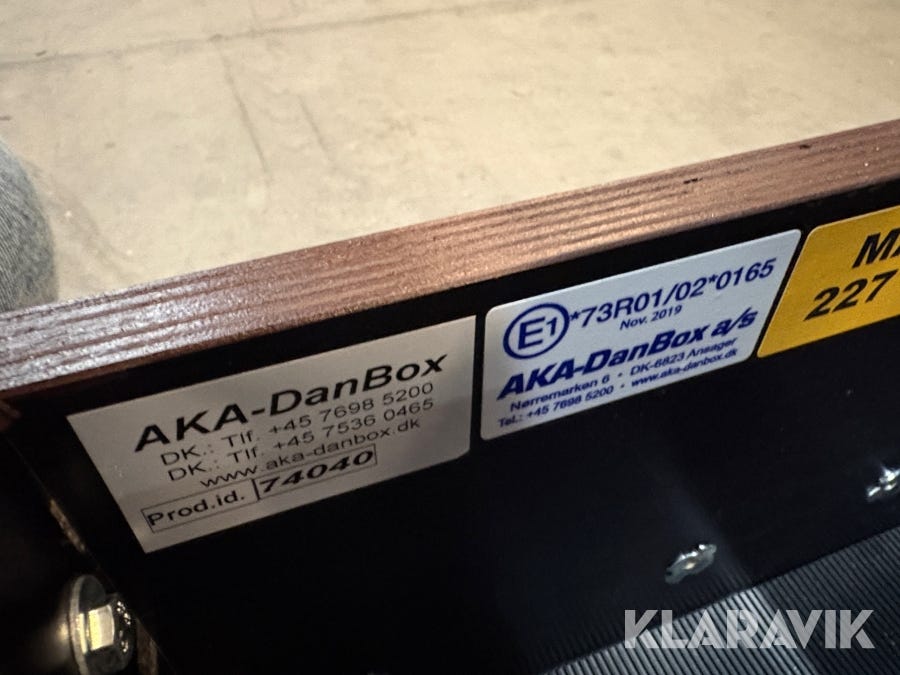 AKA-DanBox
DK.: Tlf. +45 7698 5200
DK.: Tlf. +45 7536 0465
www.aka-danbox.dk
Prod.id. 74040
E1 *73R01/02*0165
Nov. 2019
AKA-DanBox a/s
Nørremarken 6 • DK-6823 Ansager
Tel.: +45 7698 5200 • www.aka-danbox.dk
227
KLARAVIK